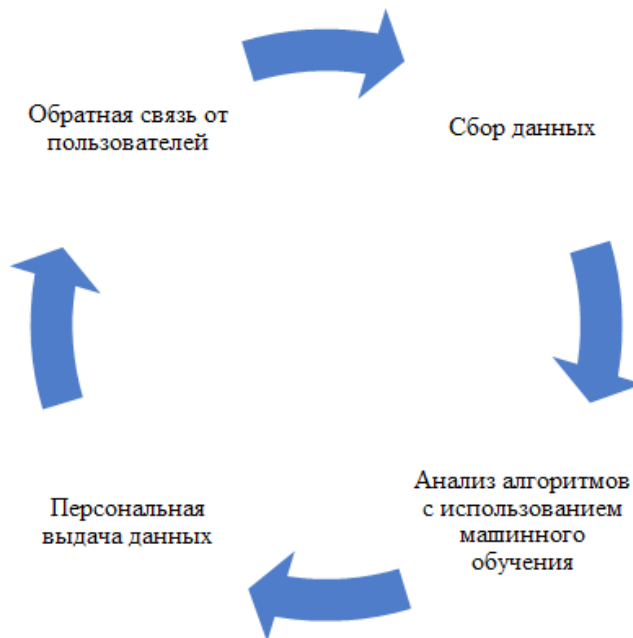 Обратная связь от
пользователей
Сбор данных
Анализ алгоритмов
с использованием
машинного
обучения
Персональная
выдача данных